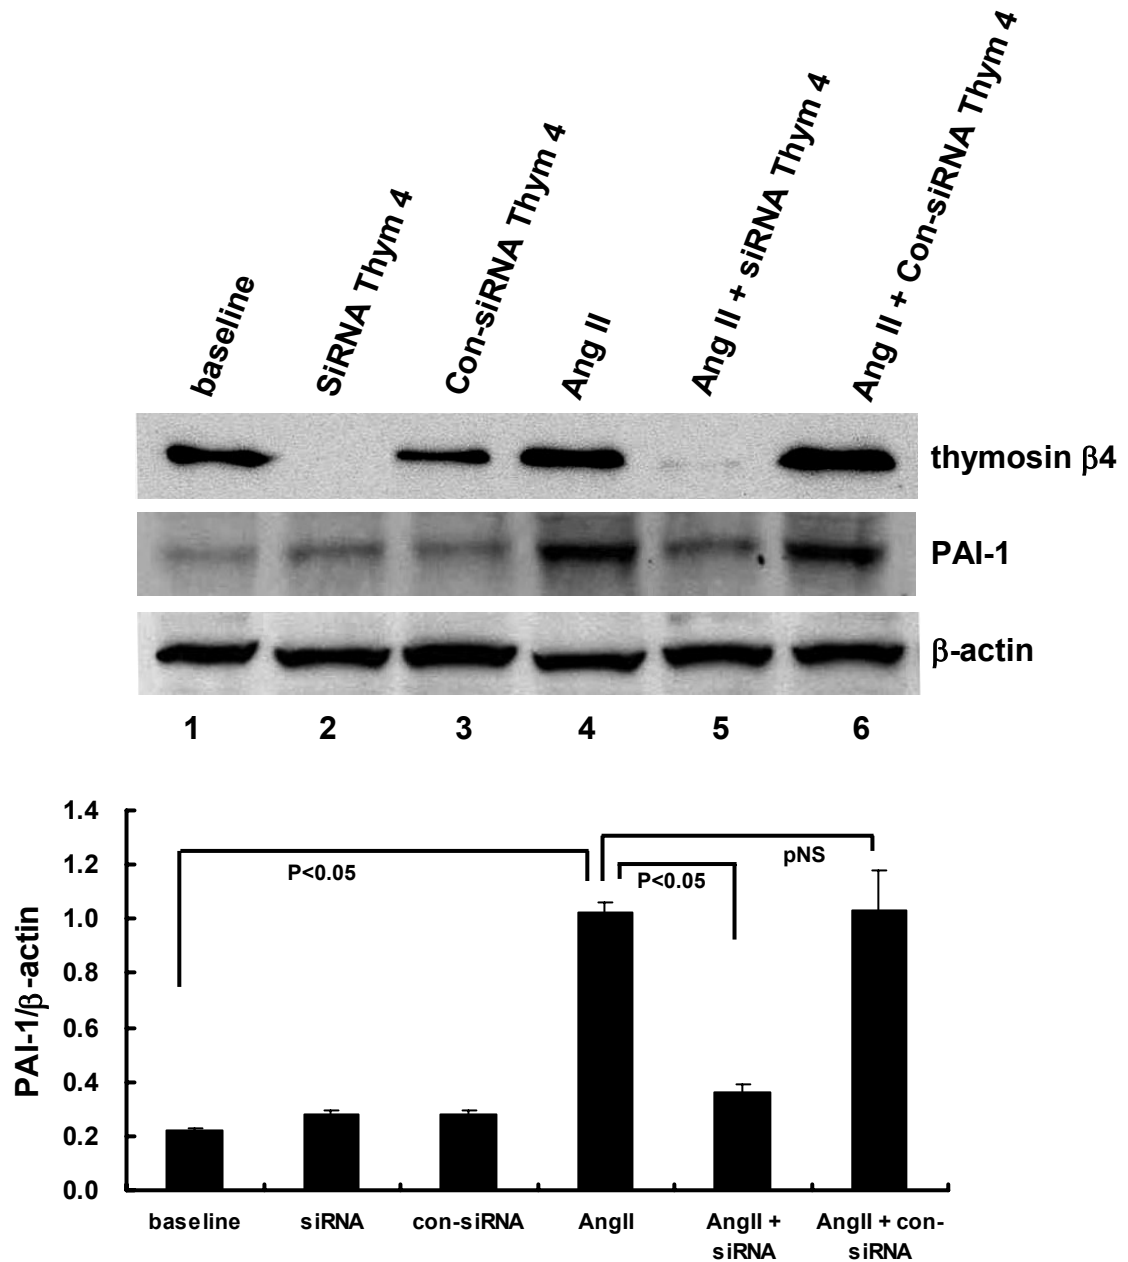 baseline
SiRNA Thym 4
Con-siRNA Thym 4
Ang II
Ang II + siRNA Thym 4
Ang II + Con-siRNA Thym 4
thymosin β4
PAI-1
β-actin
1 2 3 4 5 6
1.4
1.2
1.0
0.8
0.6
0.4
0.2
0.0
PAI-1/β-actin
P<0.05
P<0.05
pNS
baseline
siRNA
con-siRNA
AngII
AngII +
siRNA
AngII + con-
siRNA